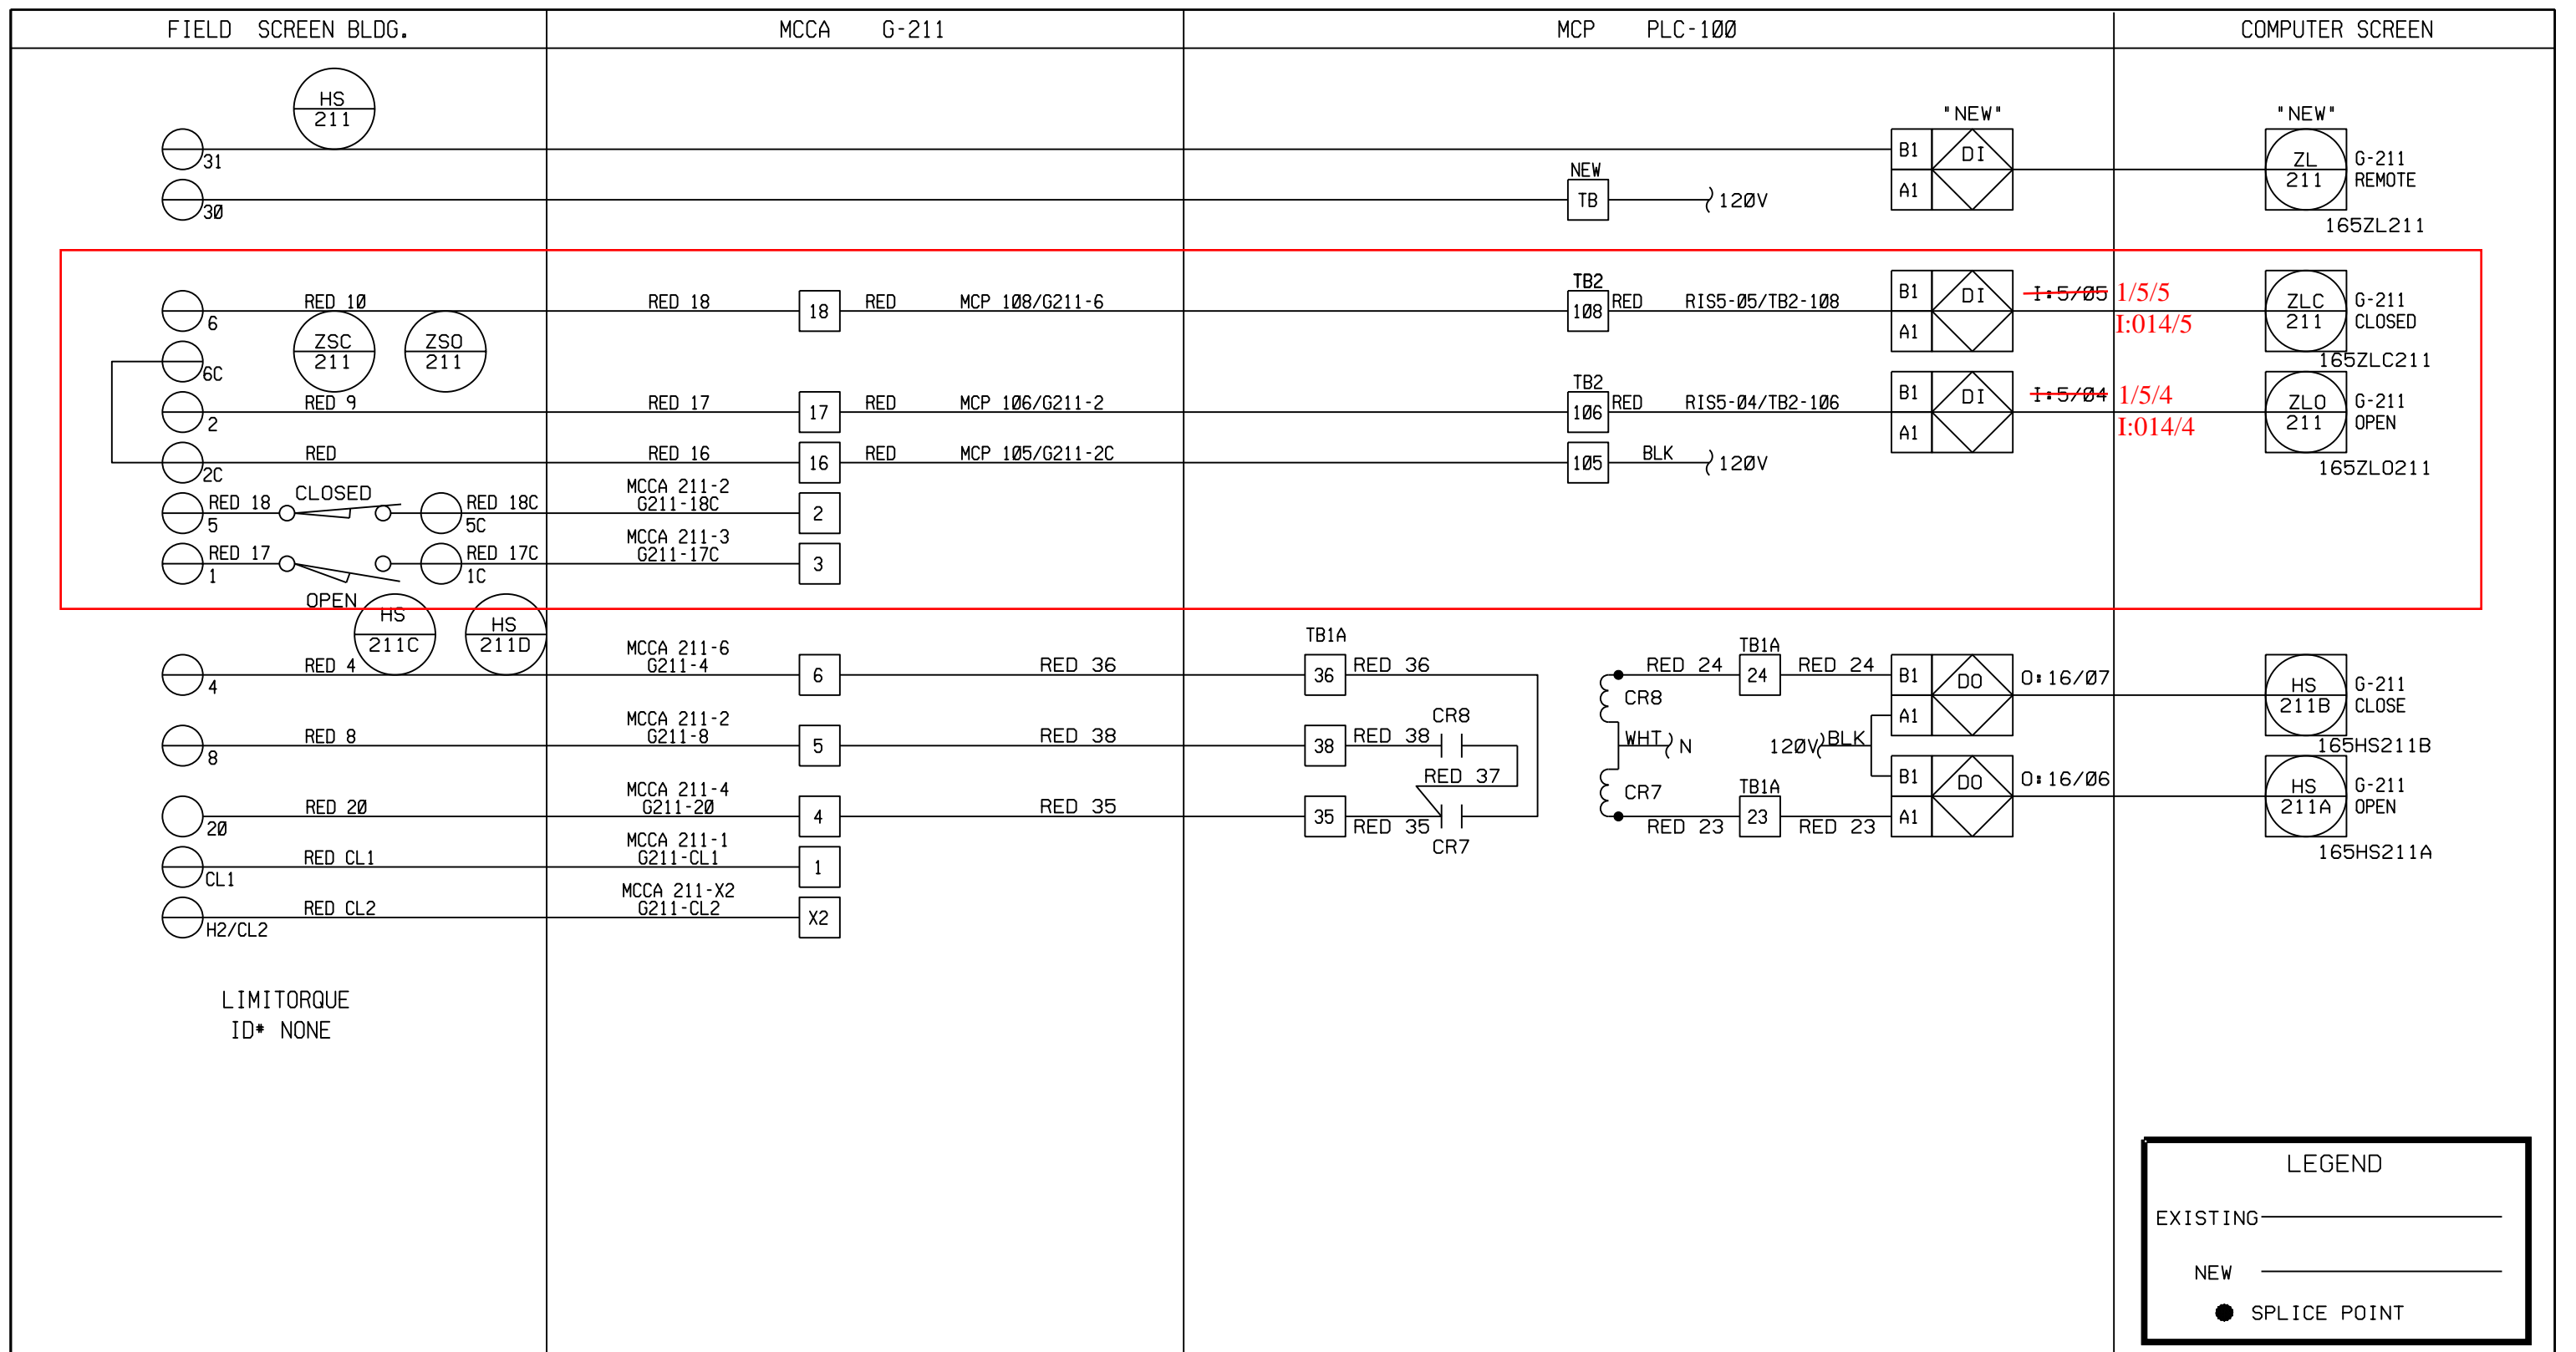 FIELD SCREEN BLDG.
MCCA G-211
MCP PLC-100
COMPUTER SCREEN
HS
211
31
30
NEW
TB
120V
"NEW"
B1
A1
DI
"NEW"
ZL
211
G-211
REMOTE
165ZL211
RED 10
6
RED 18
18
RED MCP 108/G211-6
TB2
108
RED RIS5-05/TB2-108
B1
A1
DI
I:5/05
1/5/5
I:014/5
ZLC
211
G-211
CLOSED
165ZLC211
ZSC
211
ZSO
211
6C
RED 9
2
RED 17
17
RED MCP 106/G211-2
TB2
106
RED RIS5-04/TB2-106
B1
A1
DI
I:5/04
1/5/4
I:014/4
ZLO
211
G-211
OPEN
165ZLO211
RED
2C
RED 16
16
RED MCP 105/G211-2C
105
BLK
120V
RED 18
5
CLOSED
RED 18C
5C
MCCA 211-2
G211-18C
2
RED 17
1
OPEN
RED 17C
1C
MCCA 211-3
G211-17C
3
HS
211C
HS
211D
RED 4
4
MCCA 211-6
G211-4
6
RED 36
TB1A
36
RED 36
CR8
RED 24
TB1A
24
RED 24
B1
A1
DO
O:16/07
HS
211B
G-211
CLOSE
165HS211B
RED 8
8
MCCA 211-2
G211-8
5
RED 38
38
RED 38
CR8
RED 37
WHT
N
120V
BLK
RED 20
20
MCCA 211-4
G211-20
4
RED 35
35
RED 35
CR7
CR7
RED 23
TB1A
23
RED 23
B1
A1
DO
O:16/06
HS
211A
G-211
OPEN
165HS211A
RED CL1
CL1
MCCA 211-1
G211-CL1
1
RED CL2
H2/CL2
MCCA 211-X2
G211-CL2
X2
LIMITORQUE
ID# NONE
LEGEND
EXISTING
NEW
SPLICE POINT